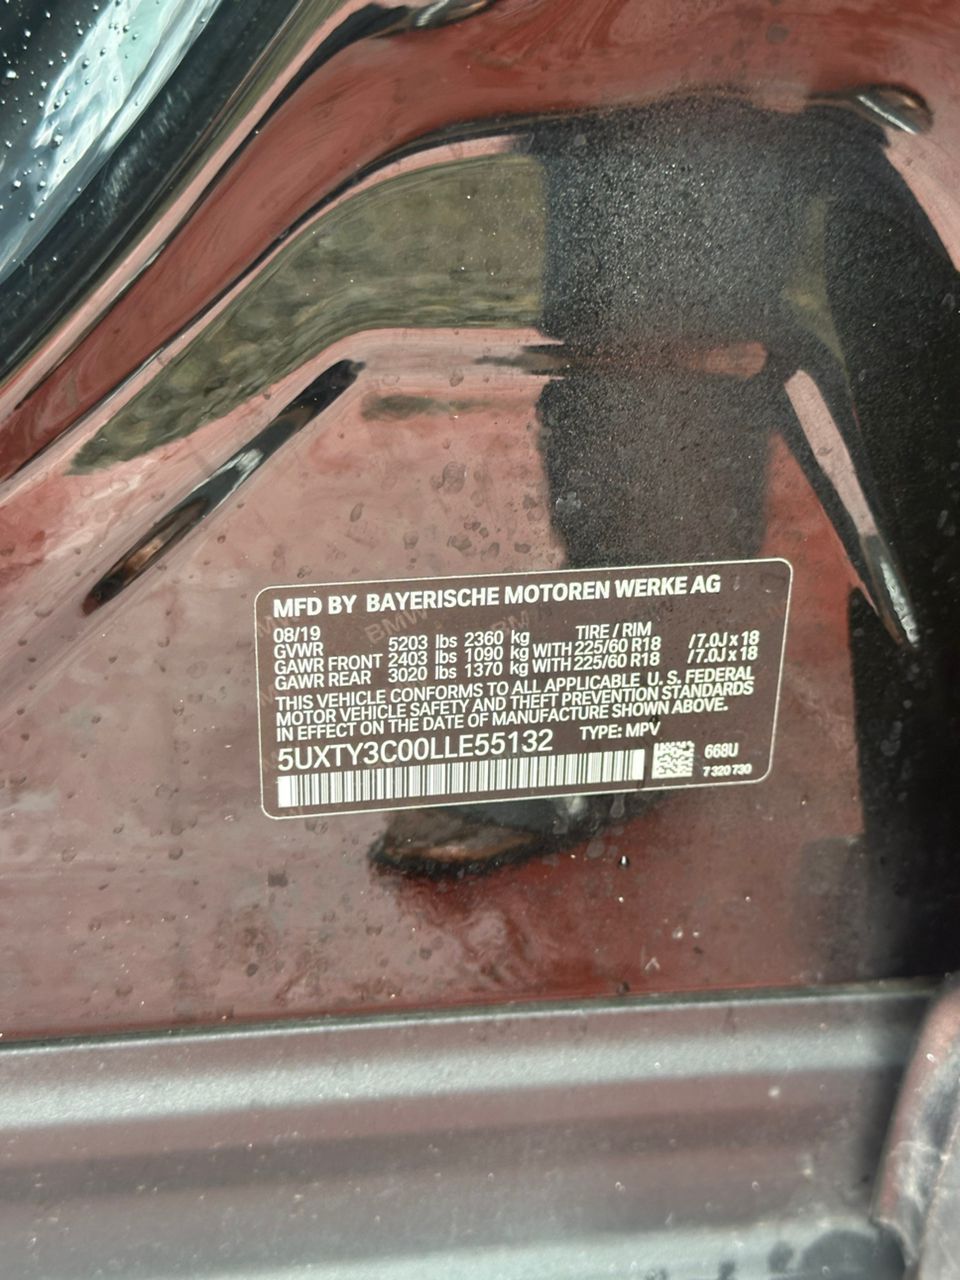 MFD BY BAYERISCHE MOTOREN WERKE AG
08/19 TIRE / RIM
GVWR 5203 lbs 2360 kg
GAWR FRONT 2403 lbs 1090 kg WITH 225/60 R18 /7.0J x 18
GAWR REAR 3020 lbs 1370 kg WITH 225/60 R18 /7.0J x 18
THIS VEHICLE CONFORMS TO ALL APPLICABLE U.S. FEDERAL
MOTOR VEHICLE SAFETY AND THEFT PREVENTION STANDARDS
IN EFFECT ON THE DATE OF MANUFACTURE SHOWN ABOVE.
5UXTY3C00LLE55132 TYPE: MPV
668U
7 320 730